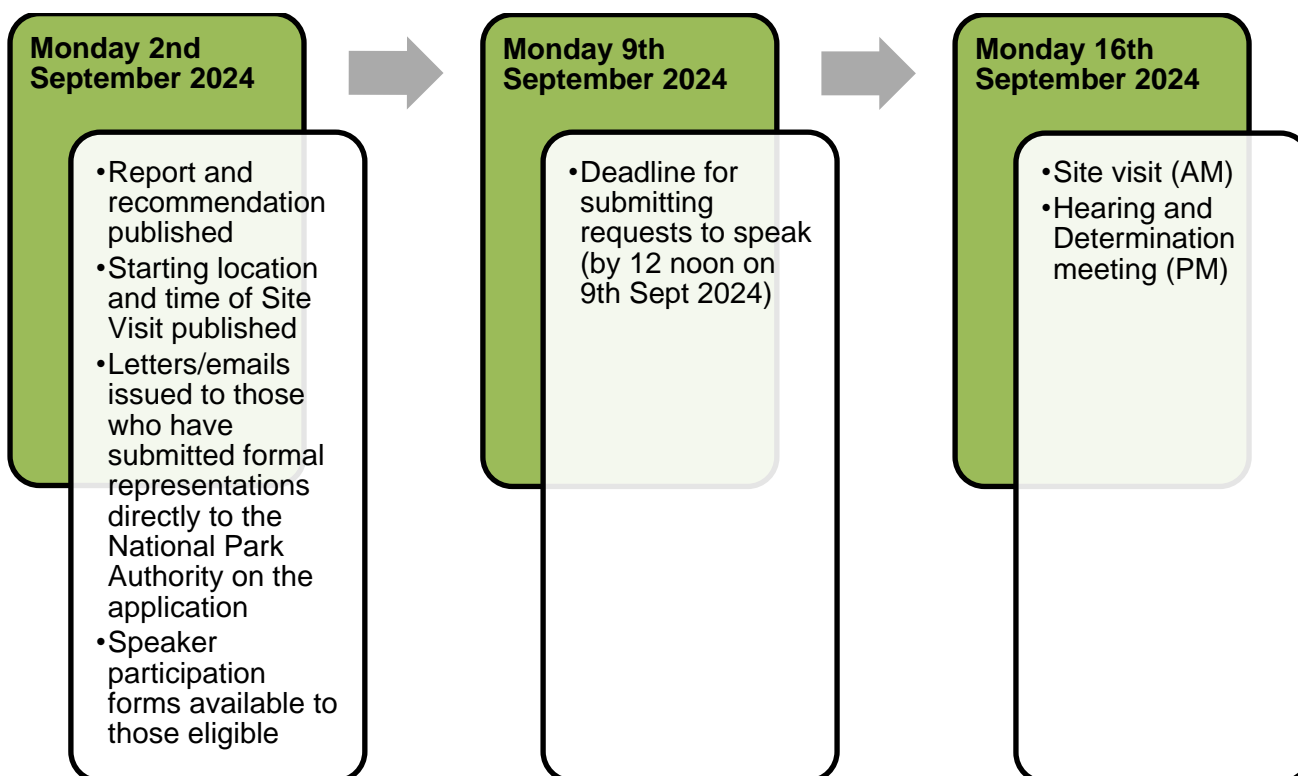 Monday 2nd
September 2024
•Report and
recommendation
published
•Starting location
and time of Site
Visit published
•Letters/emails
issued to those
who have
submitted formal
representations
directly to the
National Park
Authority on the
application
•Speaker
participation
forms available to
those eligible
Monday 9th
September 2024
•Deadline for
submitting
requests to speak
(by 12 noon on
9th Sept 2024)
Monday 16th
September 2024
•Site visit (AM)
•Hearing and
Determination
meeting (PM)